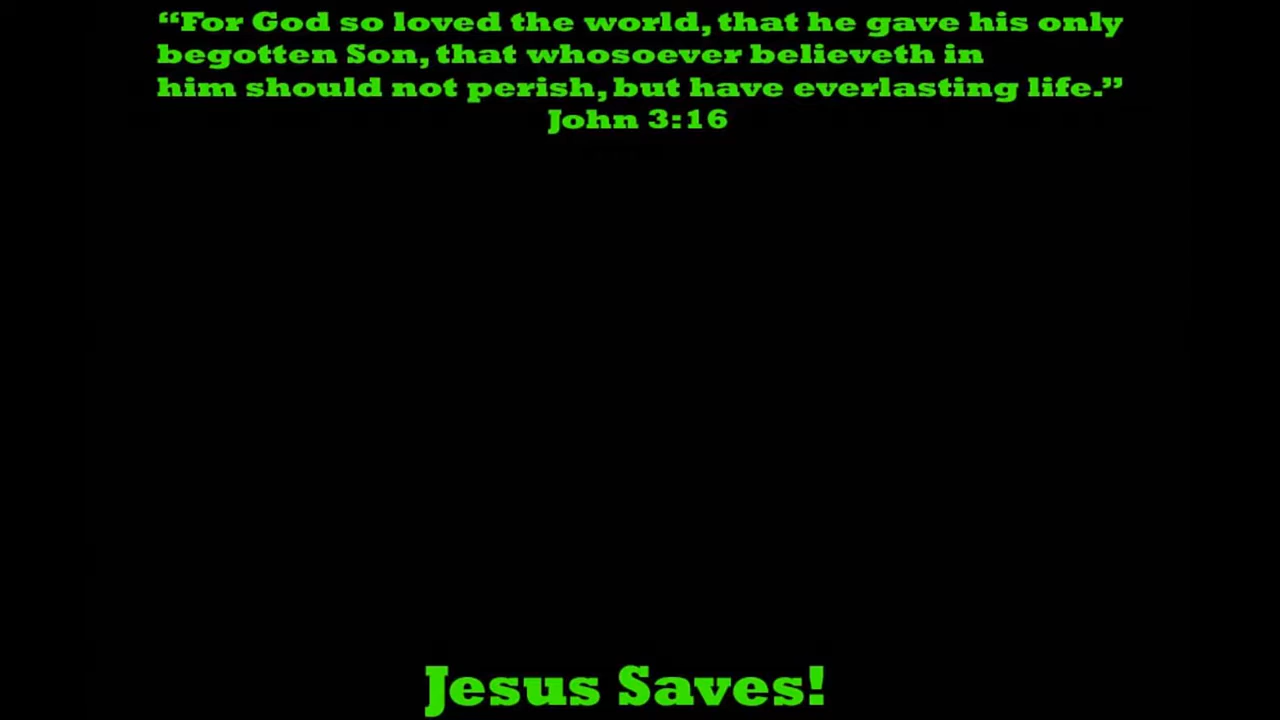 “For God so loved the world, that he gave his only
begotten Son, that whosoever believeth in
him should not perish, but have everlasting life.”
John 3:16
Jesus Saves!